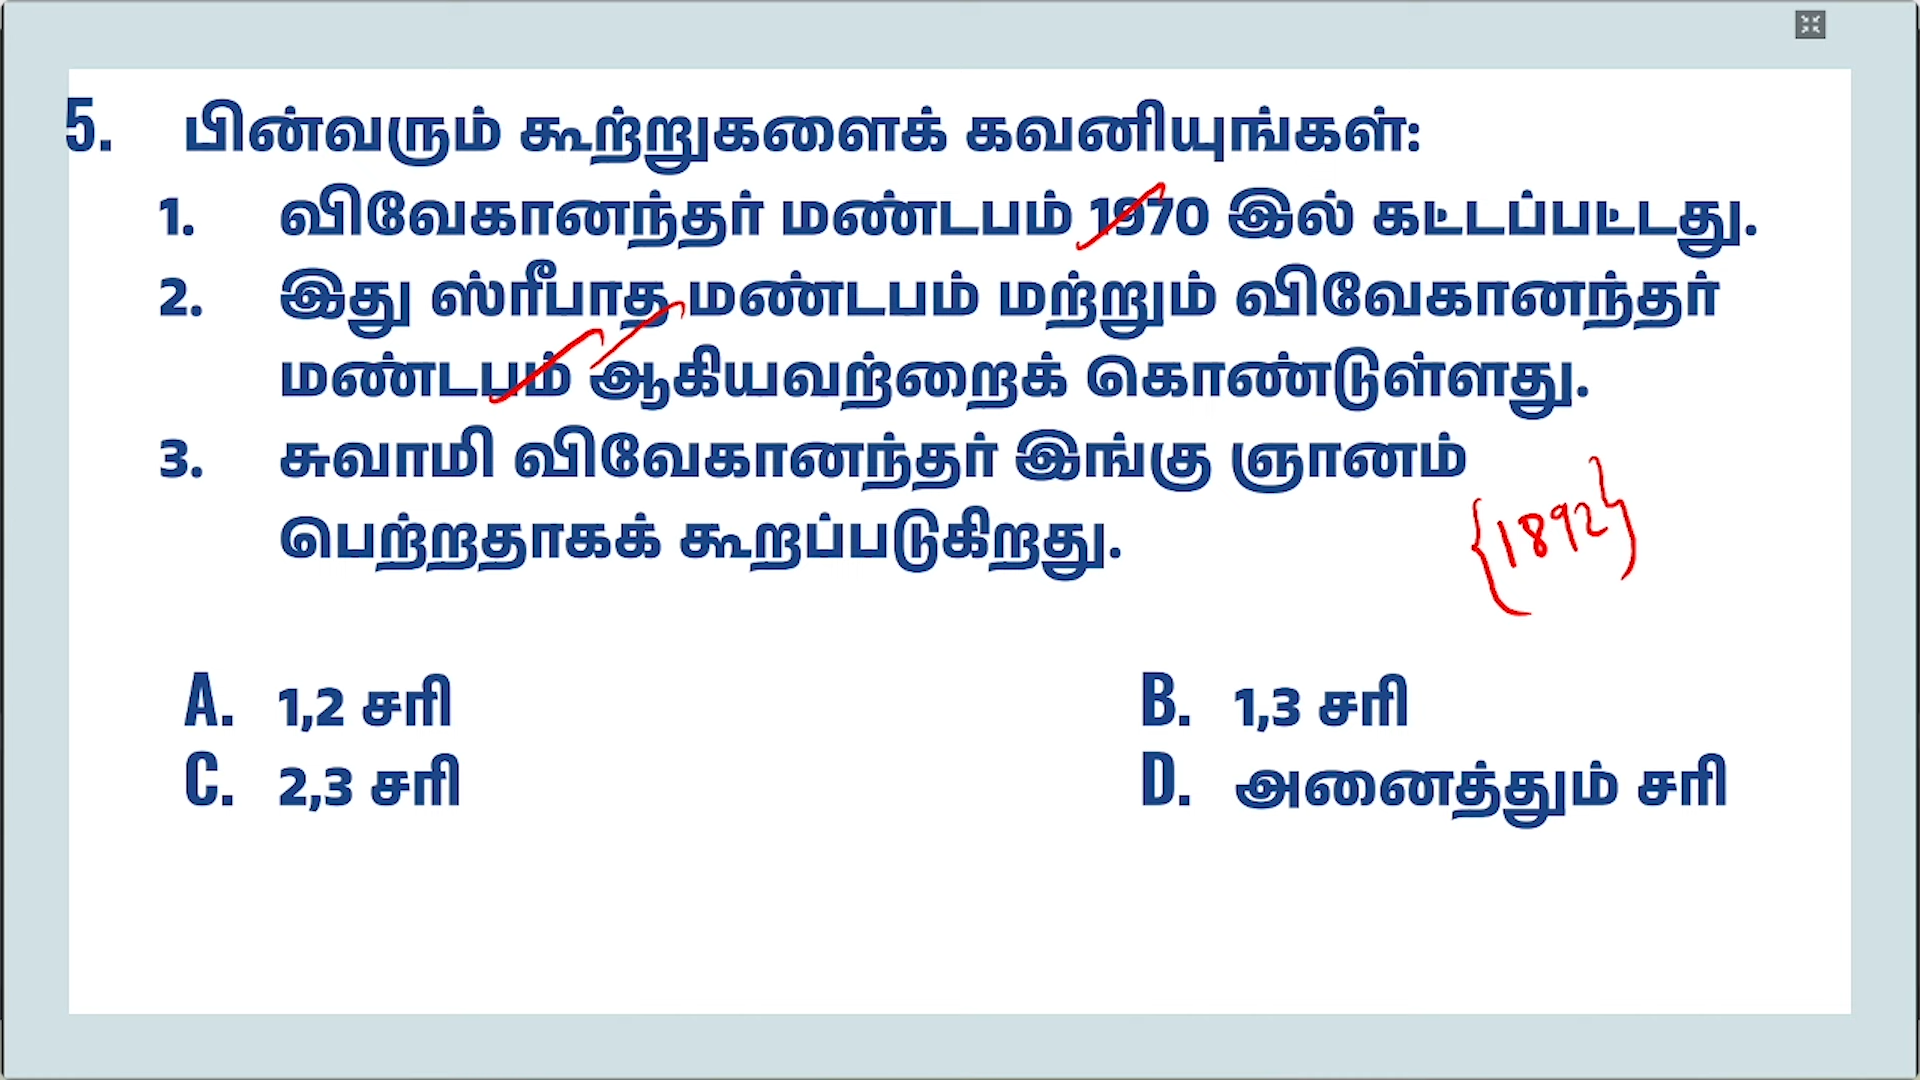 5. பின்வரும் கூற்றுகளைக் கவனியுங்கள்:
1. விவேகானந்தர் மண்டபம் 1970 இல் கட்டப்பட்டது.
2. இது ஸ்ரீபாத மண்டபம் மற்றும் விவேகானந்தர்
மண்டபம் ஆகியவற்றைக் கொண்டுள்ளது.
3. சுவாமி விவேகானந்தர் இங்கு ஞானம்
பெற்றதாகக் கூறப்படுகிறது.
{1892}
A. 1,2 சரி B. 1,3 சரி
C. 2,3 சரி D. அனைத்தும் சரி